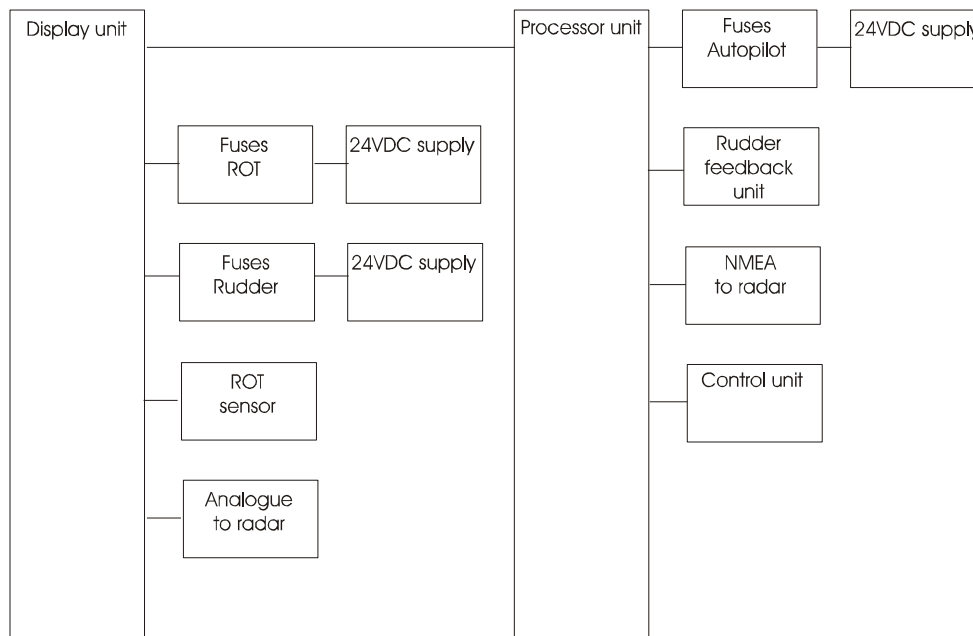 Display unit
Processor unit
Fuses
Autopilot
24VDC supply
Fuses
ROT
24VDC supply
Rudder
feedback
unit
Fuses
Rudder
24VDC supply
NMEA
to radar
ROT
sensor
Control unit
Analogue
to radar